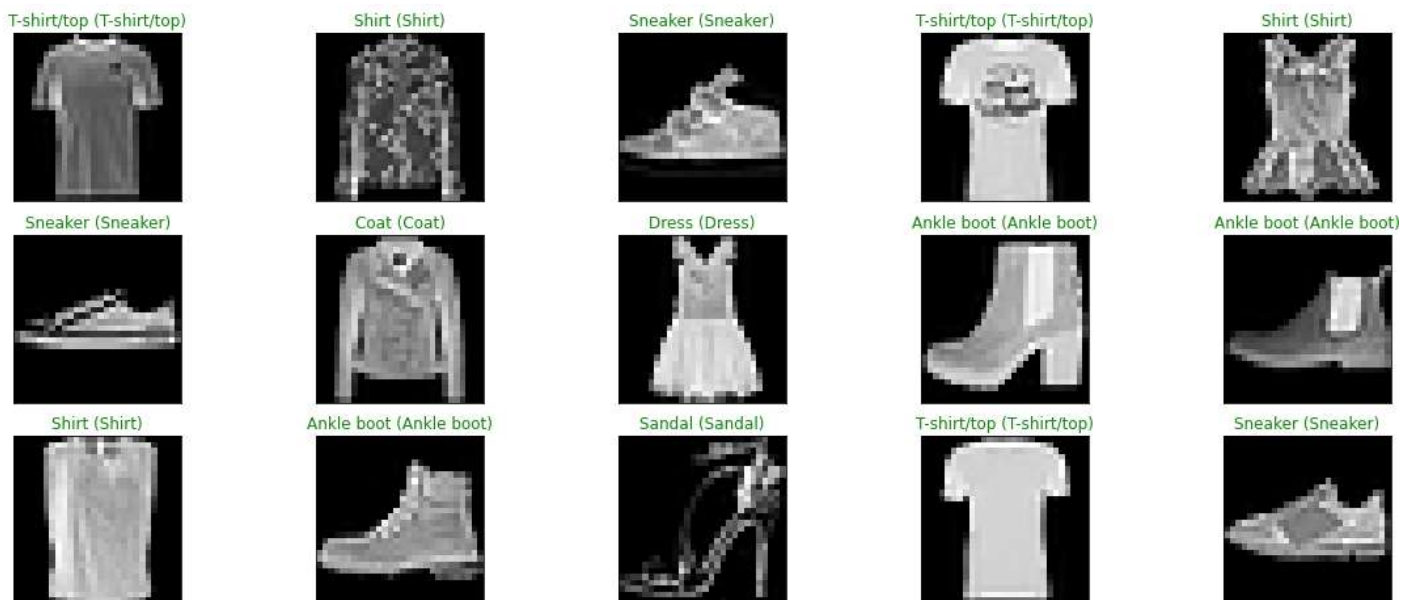 T-shirt/top (T-shirt/top) Shirt (Shirt) Sneaker (Sneaker) T-shirt/top (T-shirt/top) Shirt (Shirt)
Sneaker (Sneaker) Coat (Coat) Dress (Dress) Ankle boot (Ankle boot) Ankle boot (Ankle boot)
Shirt (Shirt) Ankle boot (Ankle boot) Sandal (Sandal) T-shirt/top (T-shirt/top) Sneaker (Sneaker)